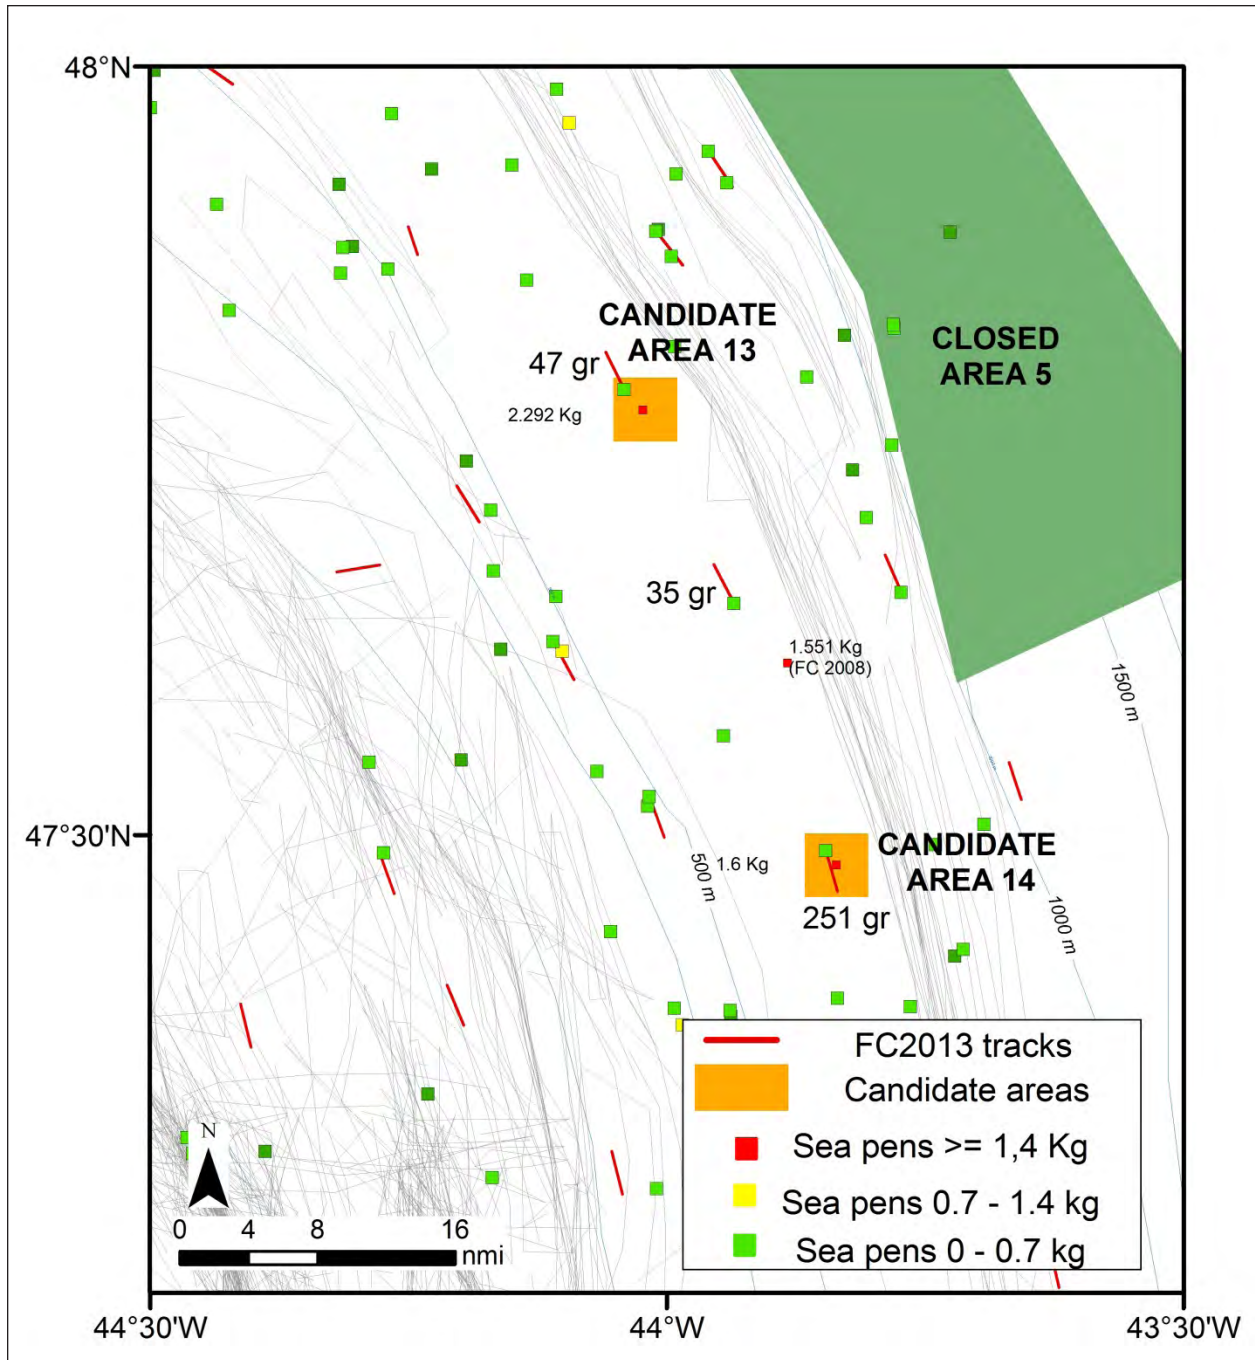 48°N
CANDIDATE
AREA 13
CLOSED
AREA 5
47 gr
2.292 Kg
35 gr
1.551 Kg
(FC 2008)
1500 m
47°30'N
CANDIDATE
AREA 14
1.6 Kg
500 m
1000 m
251 gr
FC2013 tracks
Candidate areas
Sea pens >= 1,4 Kg
Sea pens 0.7 - 1.4 kg
Sea pens 0 - 0.7 kg
N
0 4 8 16
nmi
44°30'W 44°W 43°30'W